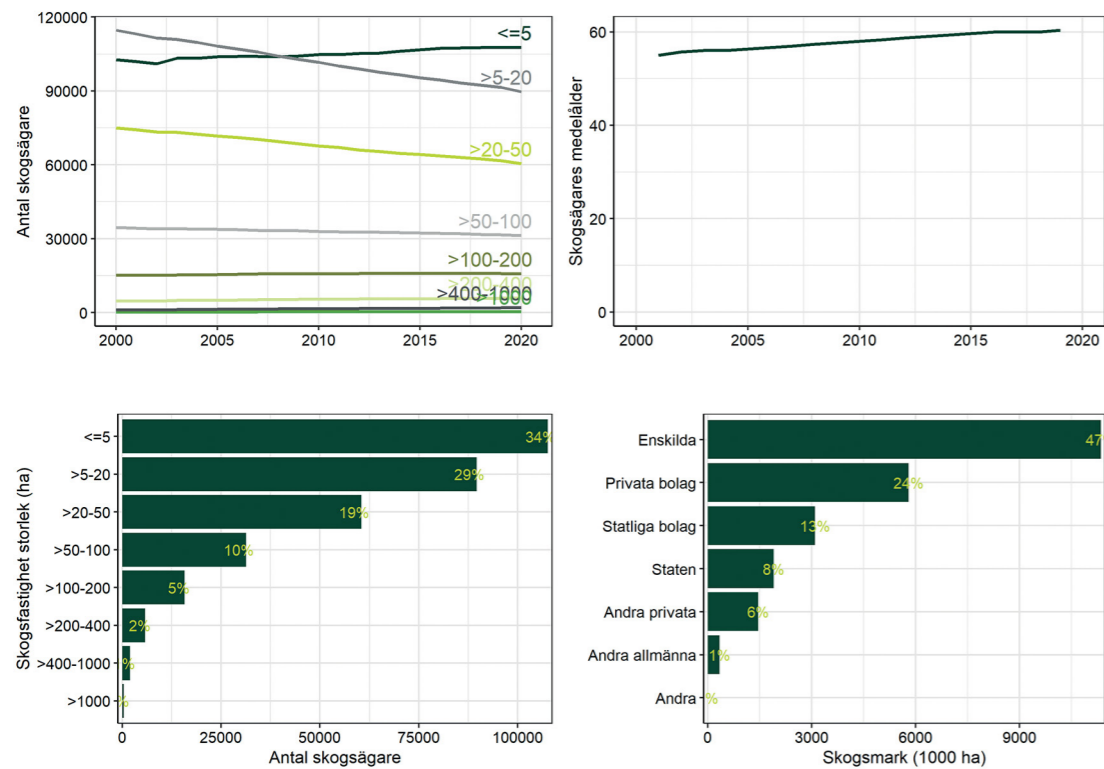 120000
90000
60000
30000
0
Antal skogsägare
<=5
>5-20
>20-50
>50-100
>100-200
>200-400
>400-1000
>1000
2000 2005 2010 2015 2020
60
40
20
0
Skogsägares medelålder
2000 2005 2010 2015 2020
Skogsfastighet storlek (ha)
<=5 34%
>5-20 29%
>20-50 19%
>50-100 10%
>100-200 5%
>200-400 2%
>400-1000 %
>1000 %
0 25000 50000 75000 100000
Antal skogsägare
Enskilda 47
Privata bolag 24%
Statliga bolag 13%
Staten 8%
Andra privata 6%
Andra allmänna 1%
Andra %
0 3000 6000 9000
Skogsmark (1000 ha)